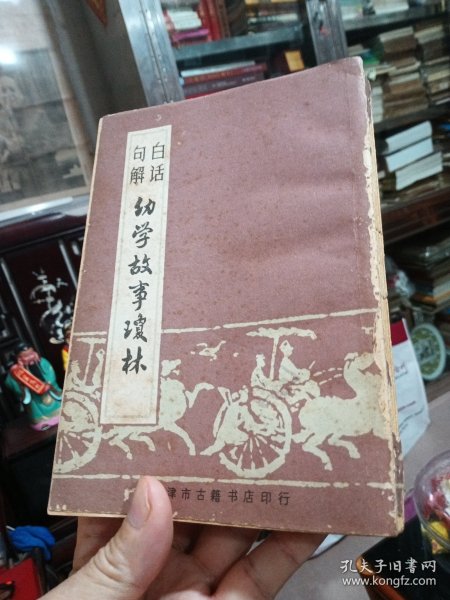 白话
句解
幼学故事琼林
津市古籍书店印行
孔夫子旧书网
www.kongfz.com